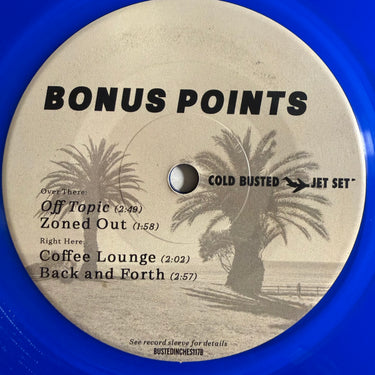 BONUS POINTS
COLD BUSTED JET SET
Over There:
Off Topic (2:49)
Zoned Out (1:58)
Right Here:
Coffee Lounge (2:02)
Back and Forth (2:57)
See record sleeve for details
BUSTEDINCHES117B